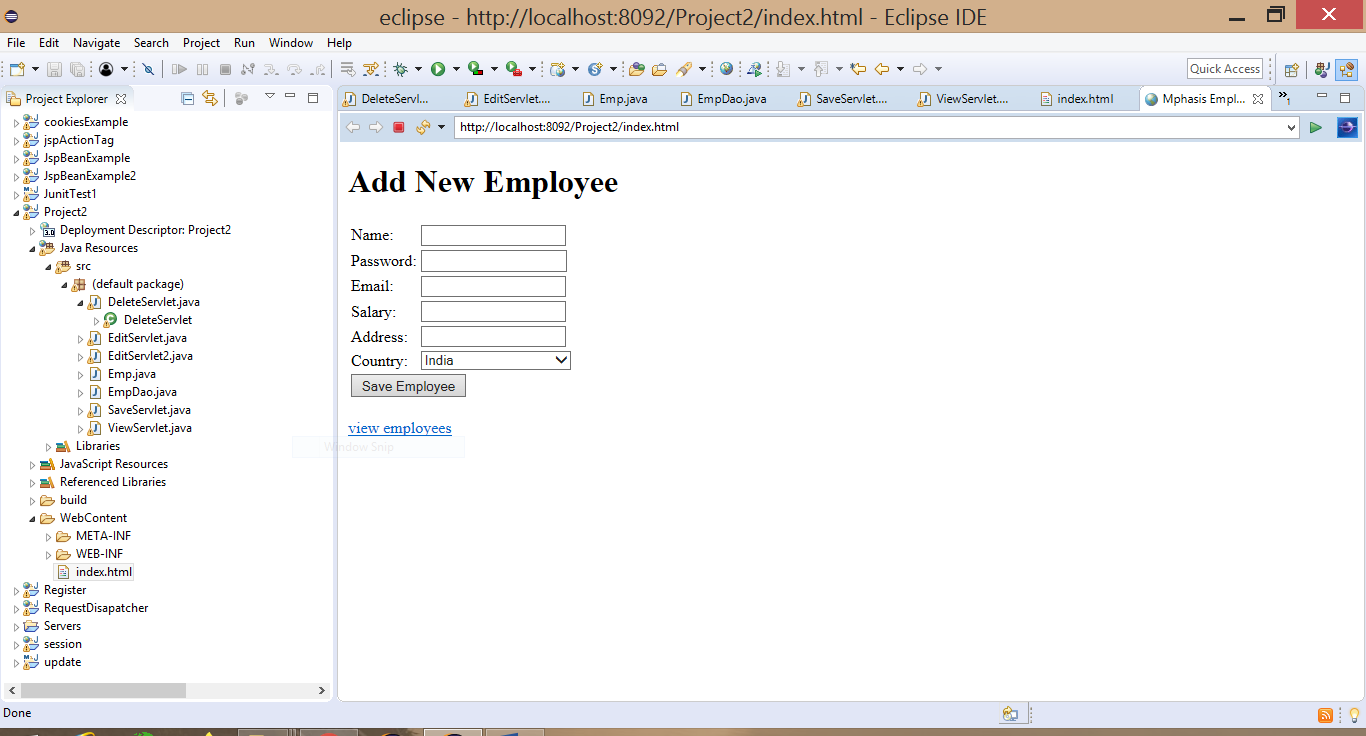 eclipse - http://localhost:8092/Project2/index.html - Eclipse IDE
File Edit Navigate Search Project Run Window Help
Quick Access
Project Explorer
DeleteServl...
EditServlet....
Emp.java
EmpDao.java
SaveServlet....
ViewServlet....
index.html
Mphasis Empl...
»1
http://localhost:8092/Project2/index.html
cookiesExample
jspActionTag
JspBeanExample
JspBeanExample2
JunitTest1
Project2
Deployment Descriptor: Project2
Java Resources
src
(default package)
DeleteServlet.java
DeleteServlet
EditServlet.java
EditServlet2.java
Emp.java
EmpDao.java
SaveServlet.java
ViewServlet.java
Libraries
JavaScript Resources
Referenced Libraries
build
WebContent
META-INF
WEB-INF
index.html
Register
RequestDisapatcher
Servers
session
update
Add New Employee
Name:
Password:
Email:
Salary:
Address:
Country: India
Save Employee
view employees
Window Snip
Done